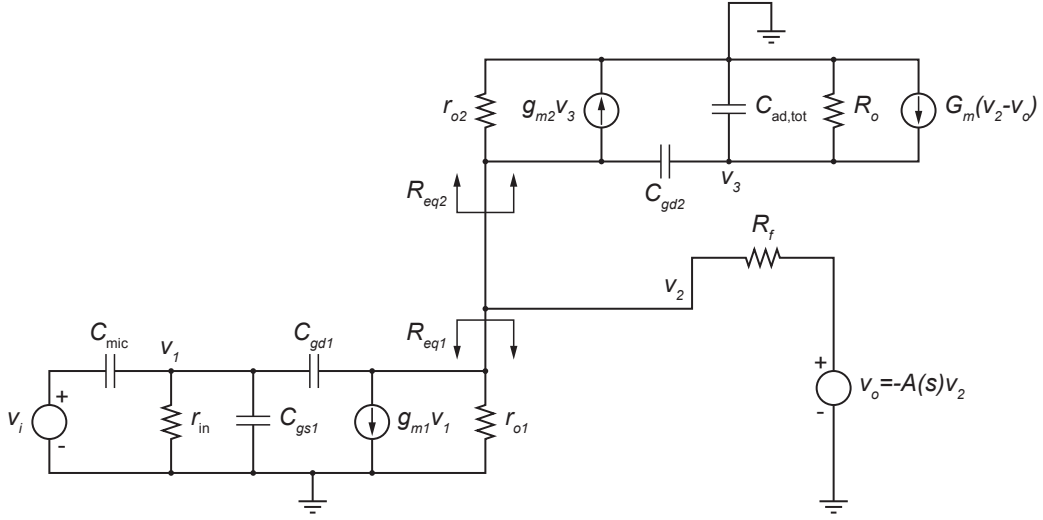 r_o2
g_m2v_3
C_ad,tot
R_o
G_m(v_2-v_o)
R_eq2
C_gd2
v_3
R_f
v_2
C_mic
v_1
C_gd1
R_eq1
+
v_i
-
r_in
C_gs1
g_m1v_1
r_o1
+
v_o=-A(s)v_2
-